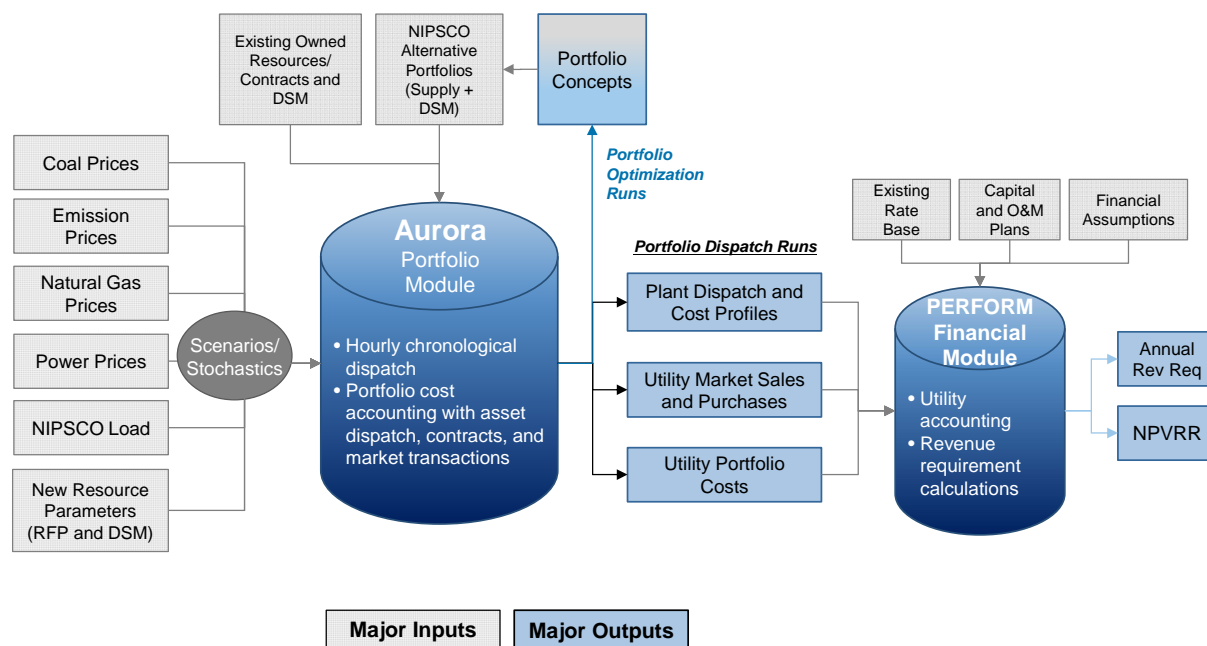 Existing Owned
Resources/
Contracts and
DSM
NIPSCO
Alternative
Portfolios
(Supply +
DSM)
Portfolio
Concepts
Coal Prices
Emission
Prices
Natural Gas
Prices
Power Prices
NIPSCO Load
New Resource
Parameters
(RFP and DSM)
Scenarios/
Stochastics
Aurora
Portfolio
Module
• Hourly chronological
dispatch
• Portfolio cost
accounting with asset
dispatch, contracts, and
market transactions
Portfolio
Optimization
Runs
Portfolio Dispatch Runs
Plant Dispatch and
Cost Profiles
Utility Market Sales
and Purchases
Utility Portfolio
Costs
Existing
Rate
Base
Capital
and O&M
Plans
Financial
Assumptions
PERFORM
Financial
Module
• Utility
accounting
• Revenue
requirement
calculations
Annual
Rev Req
NPVRR
Major Inputs
Major Outputs